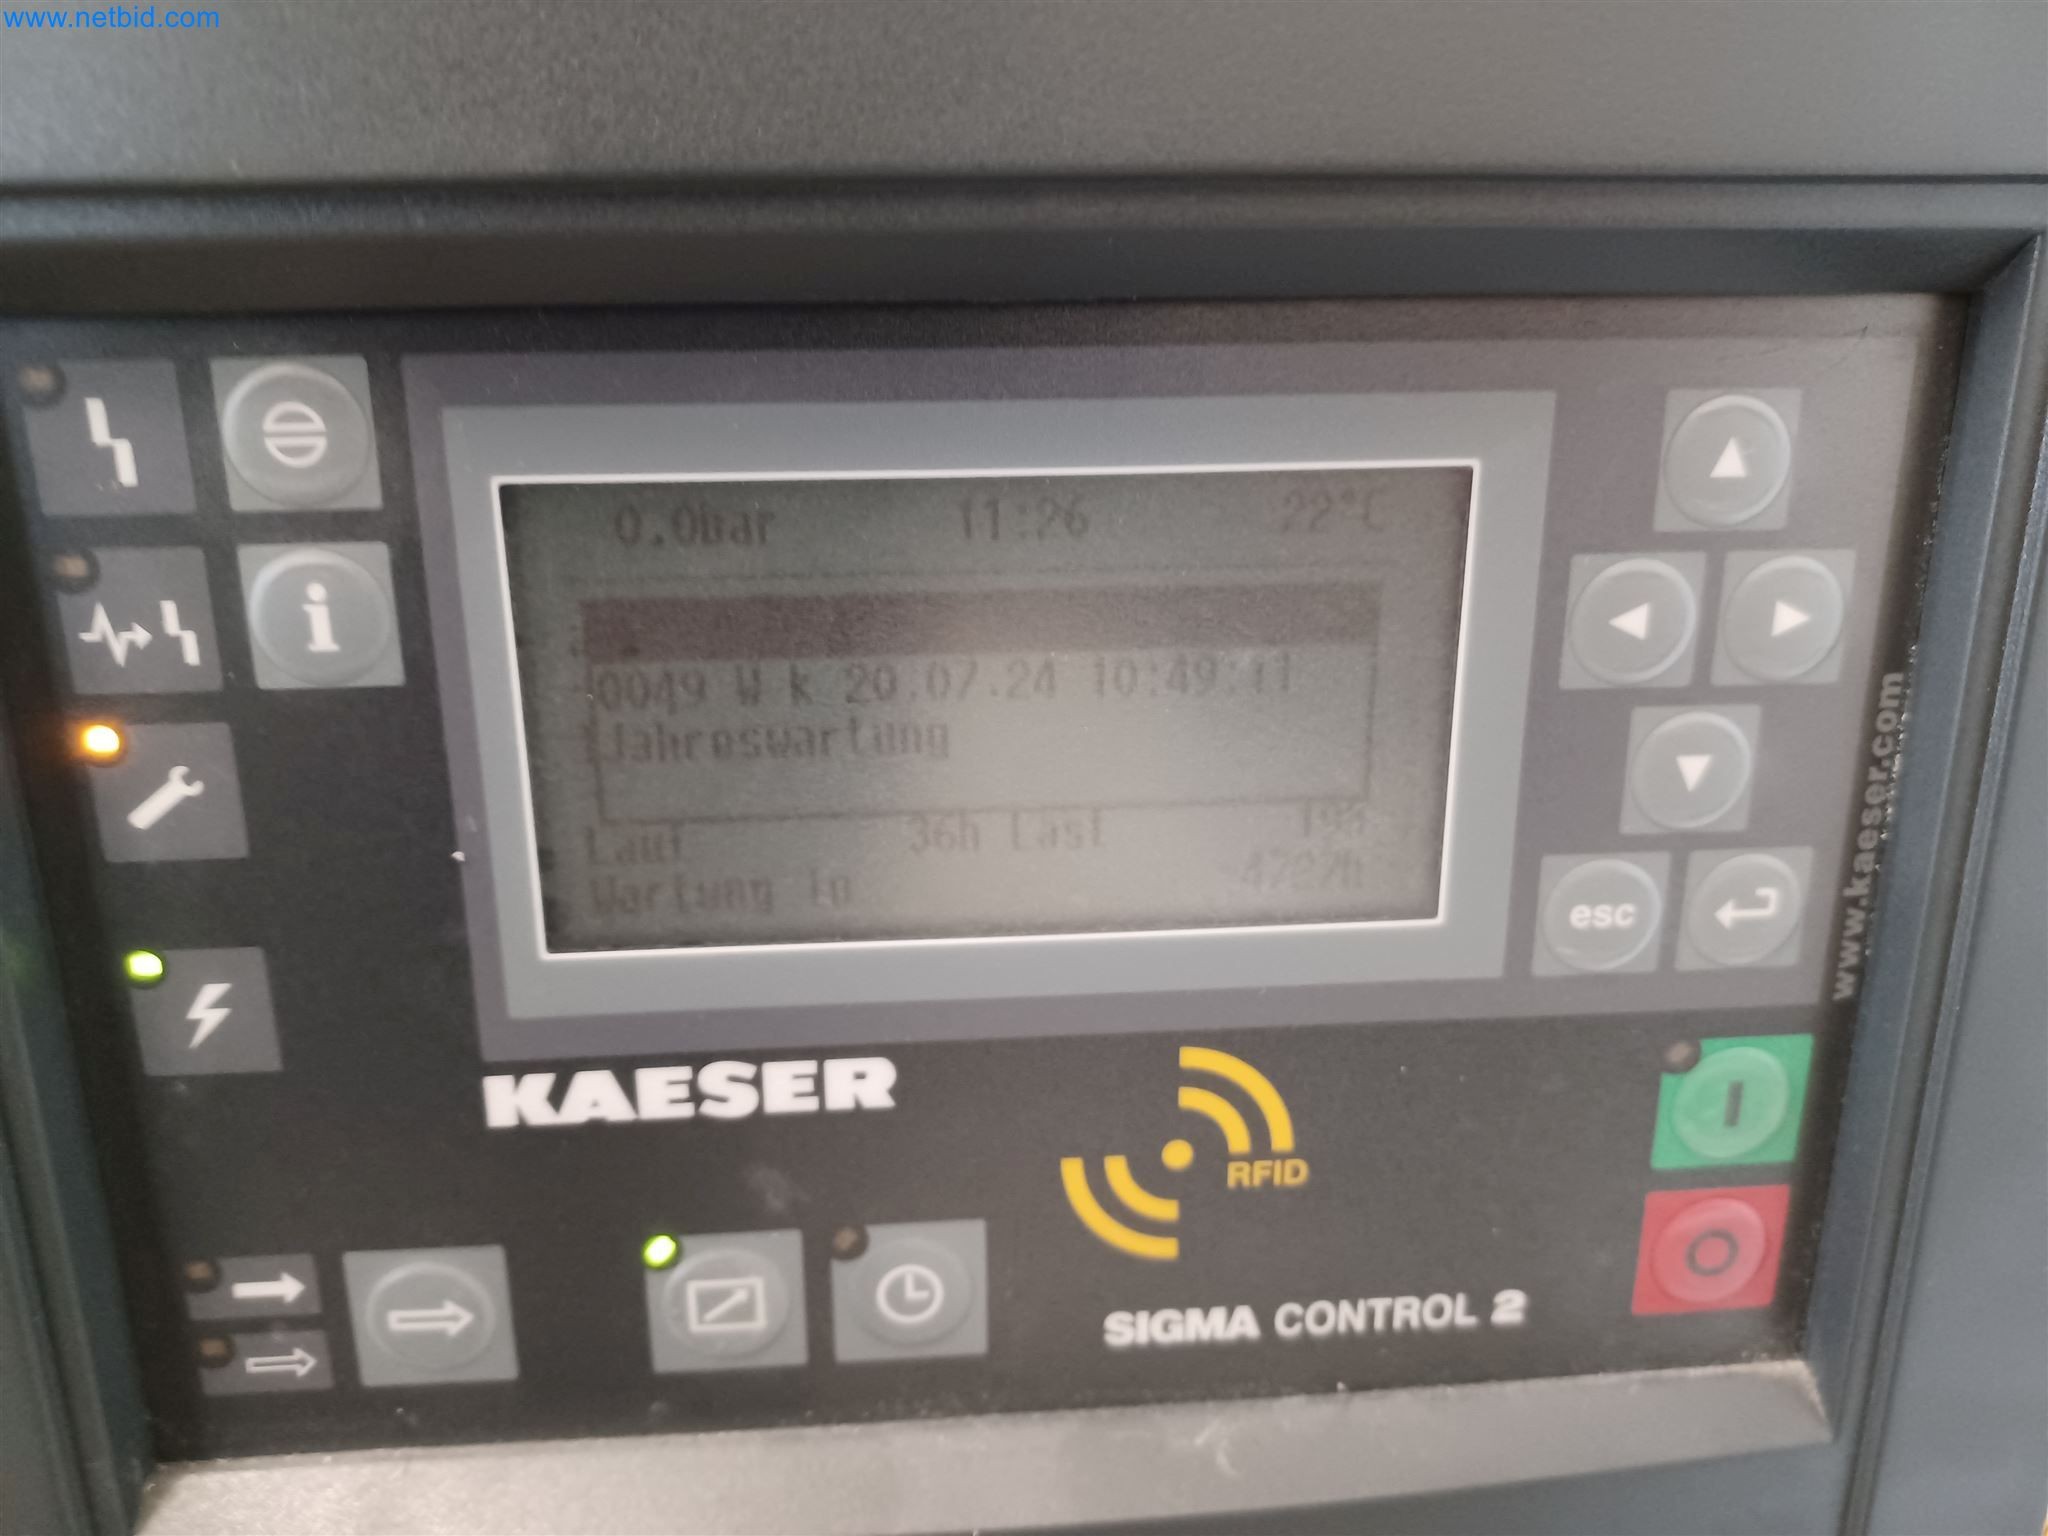 www.netbid.com
0.0bar 11:26 22°C
0049 W k 20.07.24 10:49:11
Jahreswartung
Lauf 36h Last
Wartung in
esc
www.kaeser.com
KAESER
RFID
SIGMA CONTROL 2